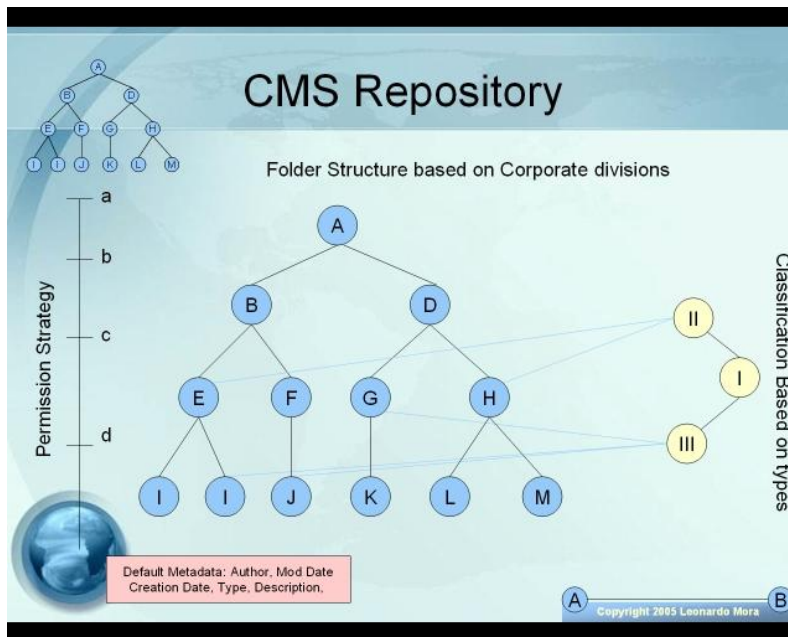 CMS Repository
A
B D
E F G H
I I J K L M
Folder Structure based on Corporate divisions
Permission Strategy
a
b
c
d
A
B D
E F G H
I I J K L M
II
I
III
Classification Based on types
Default Metadata: Author, Mod Date
Creation Date, Type, Description,
A B
Copyright 2005 Leonardo Mora